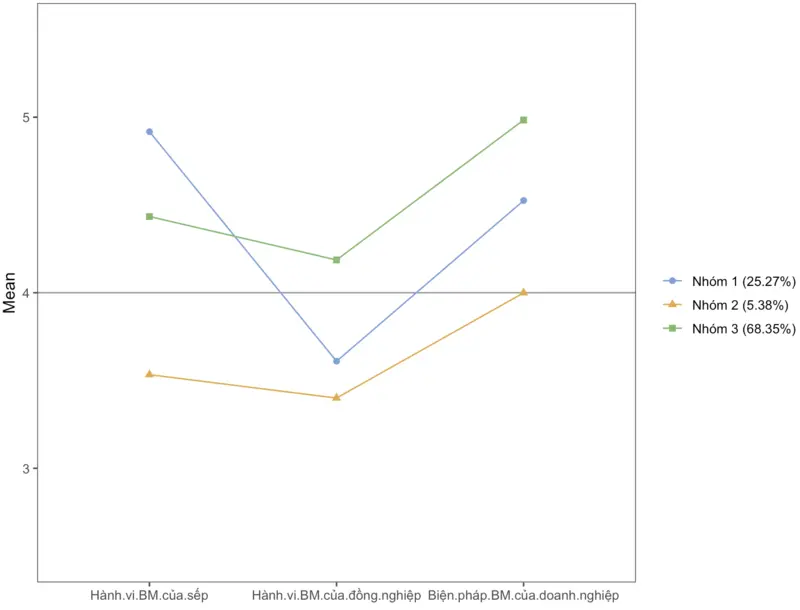 5
4
3
Mean
Hành.vi.BM.của.sếp
Hành.vi.BM.của.đồng.nghiệp
Biện.pháp.BM.của.doanh.nghiệp
Nhóm 1 (25.27%)
Nhóm 2 (5.38%)
Nhóm 3 (68.35%)